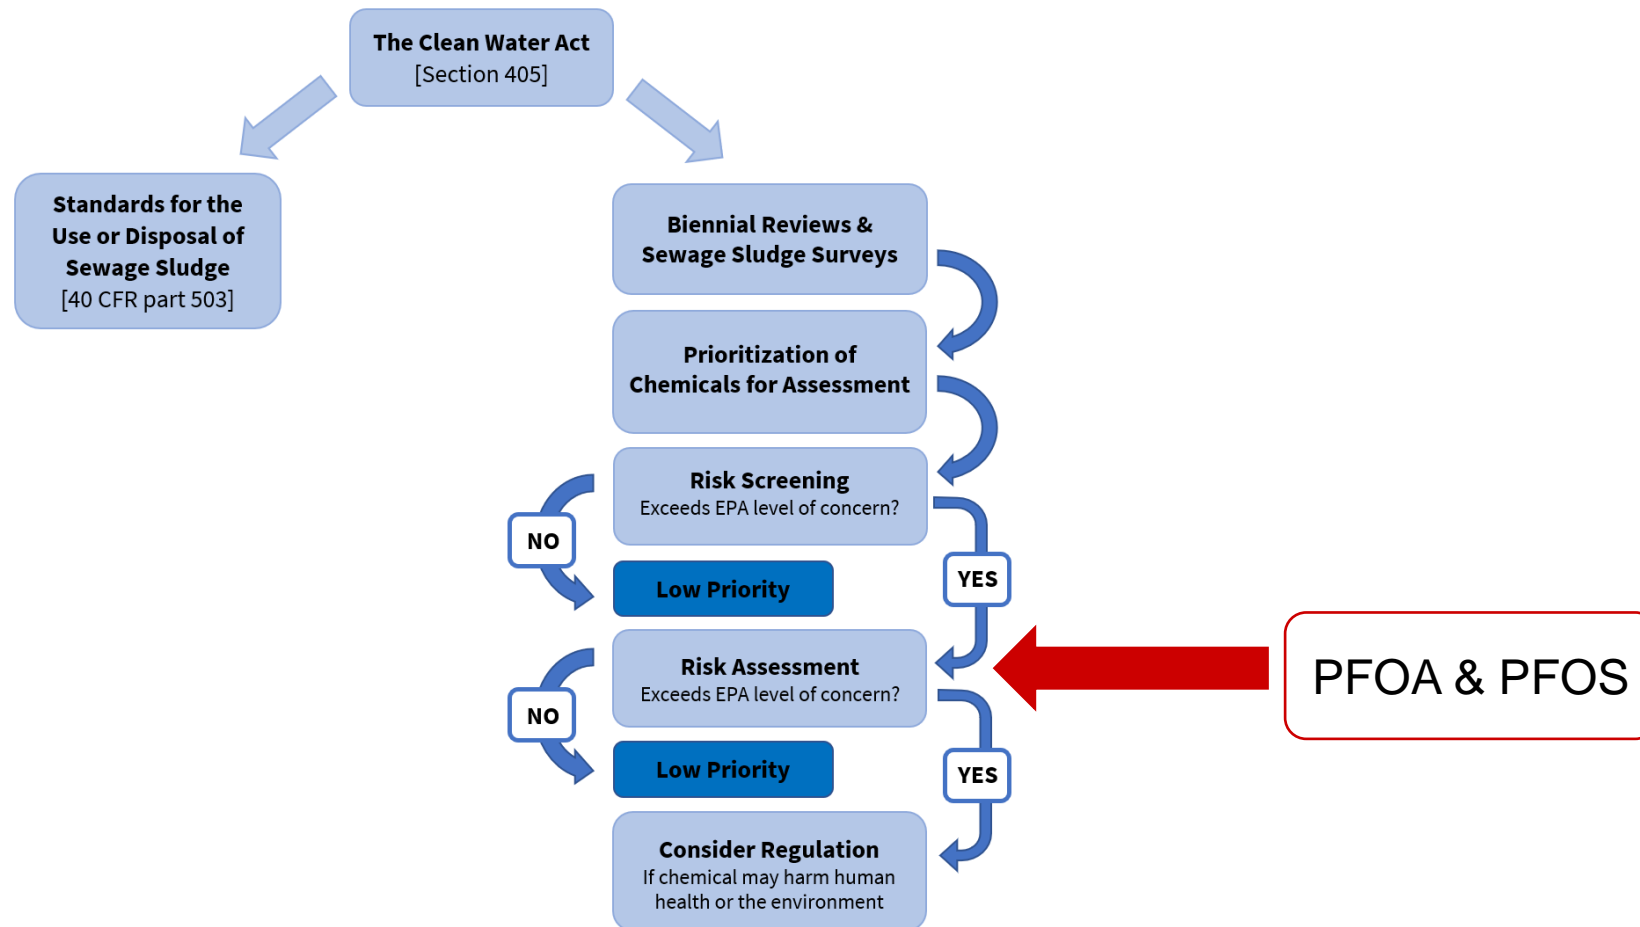 The Clean Water Act
[Section 405]
Standards for the
Use or Disposal of
Sewage Sludge
[40 CFR part 503]
Biennial Reviews &
Sewage Sludge Surveys
Prioritization of
Chemicals for Assessment
Risk Screening
Exceeds EPA level of concern?
NO
YES
Low Priority
Risk Assessment
Exceeds EPA level of concern?
PFOA & PFOS
NO
YES
Low Priority
Consider Regulation
If chemical may harm human
health or the environment